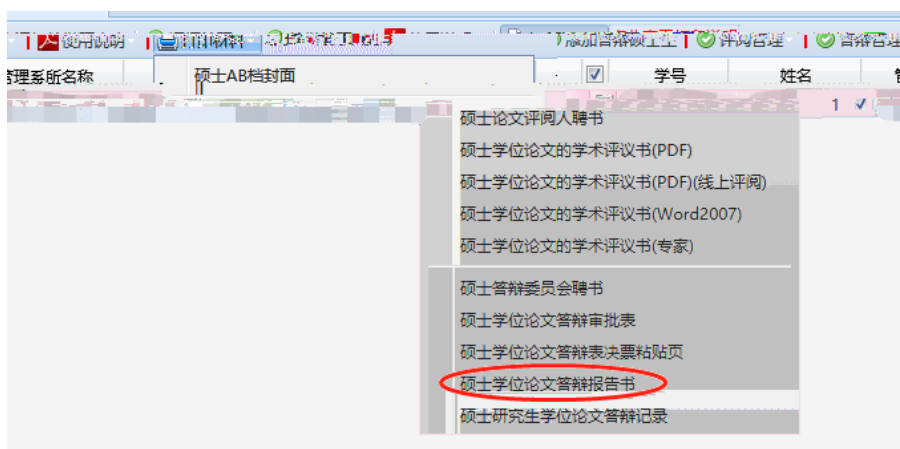 使用说明 打印材料 添加答辩硕士生 评阅管理 答辩管理
管理系所名称 学号 姓名
硕士AB档封面
1
硕士论文评阅人聘书
硕士学位论文的学术评议书(PDF)
硕士学位论文的学术评议书(PDF)(线上评阅)
硕士学位论文的学术评议书(Word2007)
硕士学位论文的学术评议书(专家)
硕士答辩委员会聘书
硕士学位论文答辩审批表
硕士学位论文答辩表决票粘贴页
硕士学位论文答辩报告书
硕士研究生学位论文答辩记录